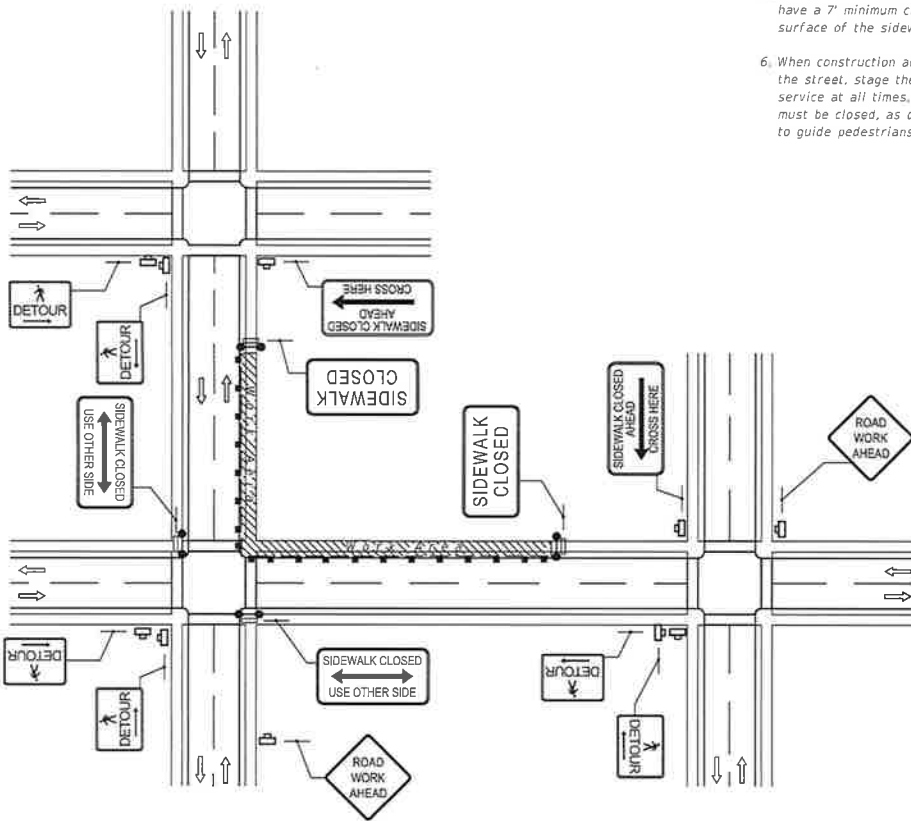 have a 7' minimum c
surface of the sidew
6. When construction a
the street, stage the
service at all times.
must be closed, as
to guide pedestrians
DETOUR
DETOUR
SIDEWALK CLOSED
AHEAD
CROSS HERE
SIDEWALK
CLOSED
SIDEWALK CLOSED
USE OTHER SIDE
SIDEWALK
CLOSED
SIDEWALK CLOSED
AHEAD
CROSS HERE
ROAD
WORK
AHEAD
DETOUR
DETOUR
SIDEWALK CLOSED
USE OTHER SIDE
ROAD
WORK
AHEAD
DETOUR
DETOUR